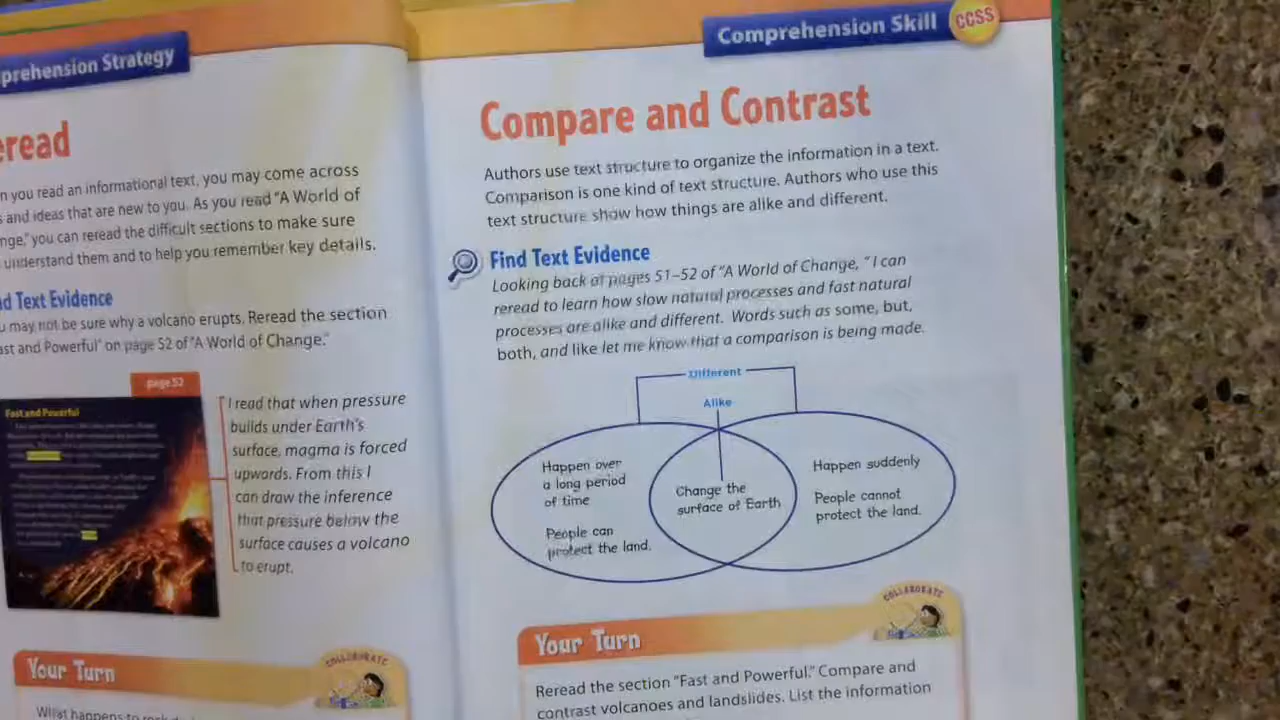 prehension Strategy
eread
n you read an informational text, you may come across
s and ideas that are new to you. As you read "A World of
nge," you can reread the difficult sections to make sure
understand them and to help you remember key details.
d Text Evidence
u may not be sure why a volcano erupts. Reread the section
ast and Powerful" on page 52 of "A World of Change."
page 52
Fast and Powerful
I read that when pressure
builds under Earth's
surface, magma is forced
upwards. From this I
can draw the inference
that pressure below the
surface causes a volcano
to erupt.
Your Turn
COLLABORATE
What happens to
Comprehension Skill
CCSS
Compare and Contrast
Authors use text structure to organize the information in a text.
Comparison is one kind of text structure. Authors who use this
text structure show how things are alike and different.
Find Text Evidence
Looking back at pages 51–52 of "A World of Change, " I can
reread to learn how slow natural processes and fast natural
processes are alike and different. Words such as some, but,
both, and like let me know that a comparison is being made.
Different
Alike
Happen over
a long period
of time
People can
protect the land.
Change the
surface of Earth
Happen suddenly
People cannot
protect the land.
COLLABORATE
Your Turn
Reread the section "Fast and Powerful." Compare and
contrast volcanoes and landslides. List the information